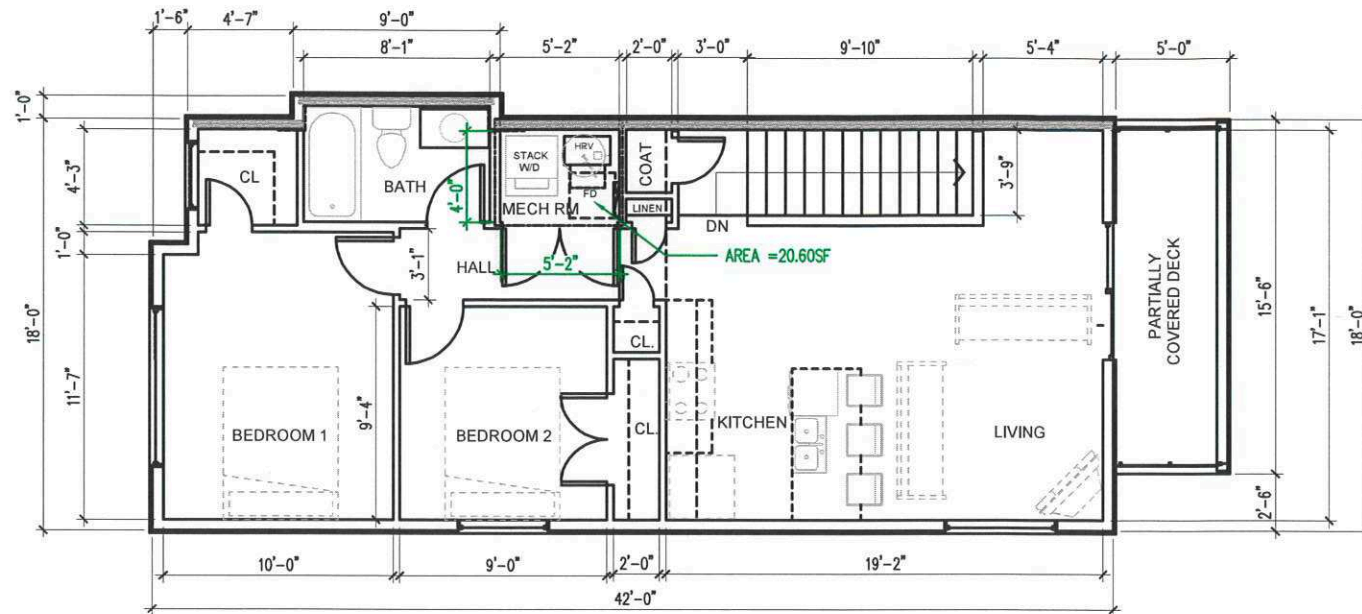 1'-6"
4'-7"
9'-0"
8'-1"
5'-2"
2'-0"
3'-0"
9'-10"
5'-4"
5'-0"
1'-0"
4'-3"
1'-0"
18'-0"
11'-7"
CL
BATH
4'-0"
STACK
W/D
HRV
FD
MECH RM
COAT
LINEN
DN
3'-9"
AREA =20.60SF
HALL
3'-1"
5'-2"
PARTIALLY
COVERED DECK
15'-6"
17'-1"
18'-0"
2'-6"
CL.
CL.
9'-4"
BEDROOM 1
BEDROOM 2
KITCHEN
LIVING
10'-0"
9'-0"
2'-0"
19'-2"
42'-0"